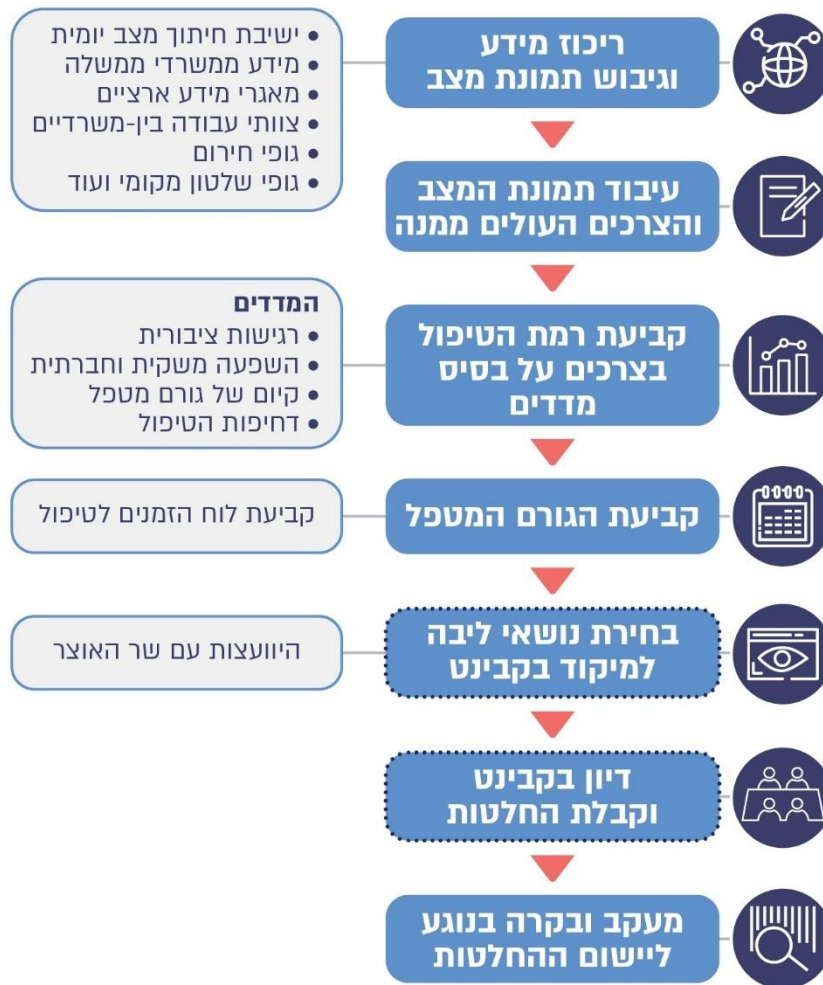 ריכוז מידע
וגיבוש תמונת מצב
• ישיבת חיתוך מצב יומית
• מידע ממשרדי ממשלה
• מאגרי מידע ארציים
• צוותי עבודה בין-משרדיים
• גופי חירום
• גופי שלטון מקומי ועוד
עיבוד תמונת המצב
והצרכים העולים ממנה
קביעת רמת הטיפול
בצרכים על בסיס
מדדים
המדדים
• רגישות ציבורית
• השפעה משקית וחברתית
• קיום של גורם מטפל
• דחיפות הטיפול
קביעת הגורם המטפל
קביעת לוח הזמנים לטיפול
בחירת נושאי ליבה
למיקוד בקבינט
היוועצות עם שר האוצר
דיון בקבינט
וקבלת החלטות
מעקב ובקרה בנוגע
ליישום ההחלטות